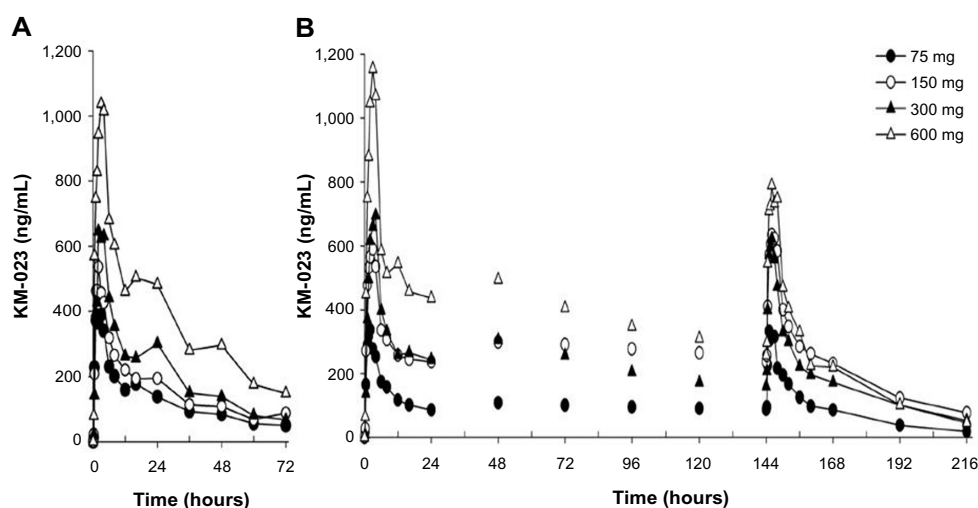 A
B
1,200
1,000
800
600
400
200
0
KM-023 (ng/mL)
0
24
48
72
Time (hours)
1,200
1,000
800
600
400
200
0
KM-023 (ng/mL)
0
24
48
72
96
120
144
168
192
216
Time (hours)
75 mg
150 mg
300 mg
600 mg